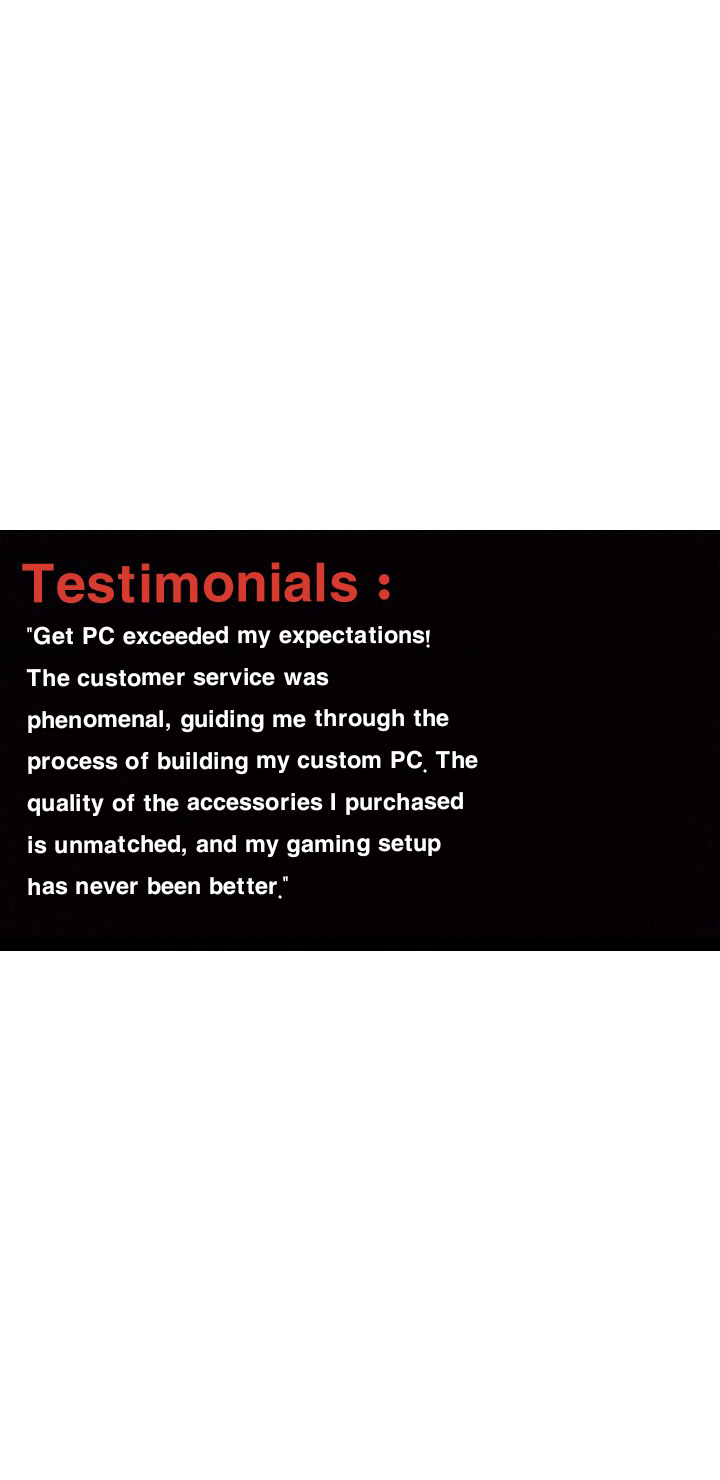 Testimonials :
"Get PC exceeded my expectations!
The customer service was
phenomenal, guiding me through the
process of building my custom PC. The
quality of the accessories I purchased
is unmatched, and my gaming setup
has never been better."